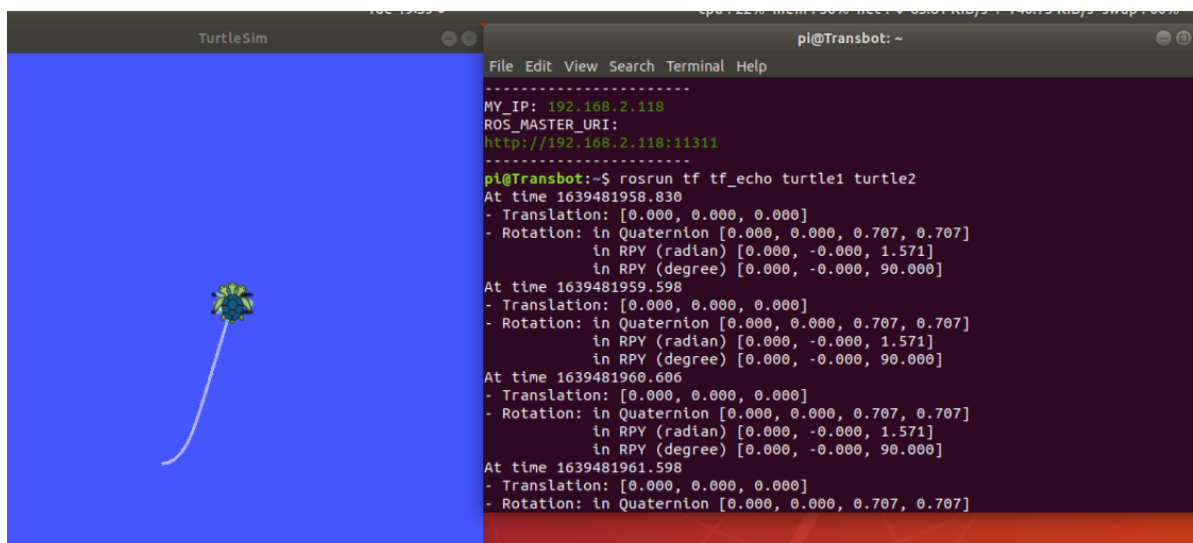 TurtleSim
pi@Transbot: ~
File Edit View Search Terminal Help
-----------------------
MY_IP: 192.168.2.118
ROS_MASTER_URI:
http://192.168.2.118:11311
-----------------------
pi@Transbot:~$ rosrun tf tf_echo turtle1 turtle2
At time 1639481958.830
- Translation: [0.000, 0.000, 0.000]
- Rotation: in Quaternion [0.000, 0.000, 0.707, 0.707]
in RPY (radian) [0.000, -0.000, 1.571]
in RPY (degree) [0.000, -0.000, 90.000]
At time 1639481959.598
- Translation: [0.000, 0.000, 0.000]
- Rotation: in Quaternion [0.000, 0.000, 0.707, 0.707]
in RPY (radian) [0.000, -0.000, 1.571]
in RPY (degree) [0.000, -0.000, 90.000]
At time 1639481960.606
- Translation: [0.000, 0.000, 0.000]
- Rotation: in Quaternion [0.000, 0.000, 0.707, 0.707]
in RPY (radian) [0.000, -0.000, 1.571]
in RPY (degree) [0.000, -0.000, 90.000]
At time 1639481961.598
- Translation: [0.000, 0.000, 0.000]
- Rotation: in Quaternion [0.000, 0.000, 0.707, 0.707]